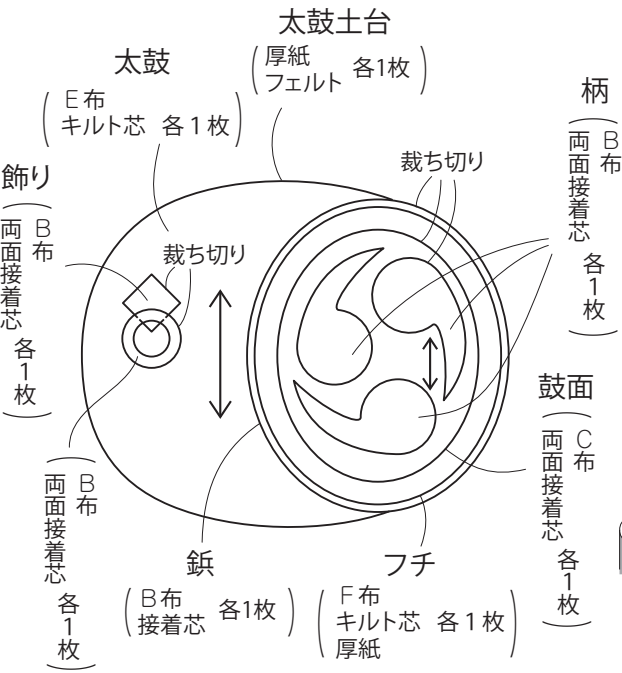 太鼓土台
厚紙
フェルト 各1枚
太鼓
E布
キルト芯 各1枚
柄
B布
両面接着芯 各1枚
裁ち切り
飾り
B布
両面接着芯 各1枚
裁ち切り
鼓面
C布
両面接着芯 各1枚
B布
両面接着芯 各1枚
鋲
B布
接着芯 各1枚
フチ
F布
キルト芯 各1枚
厚紙